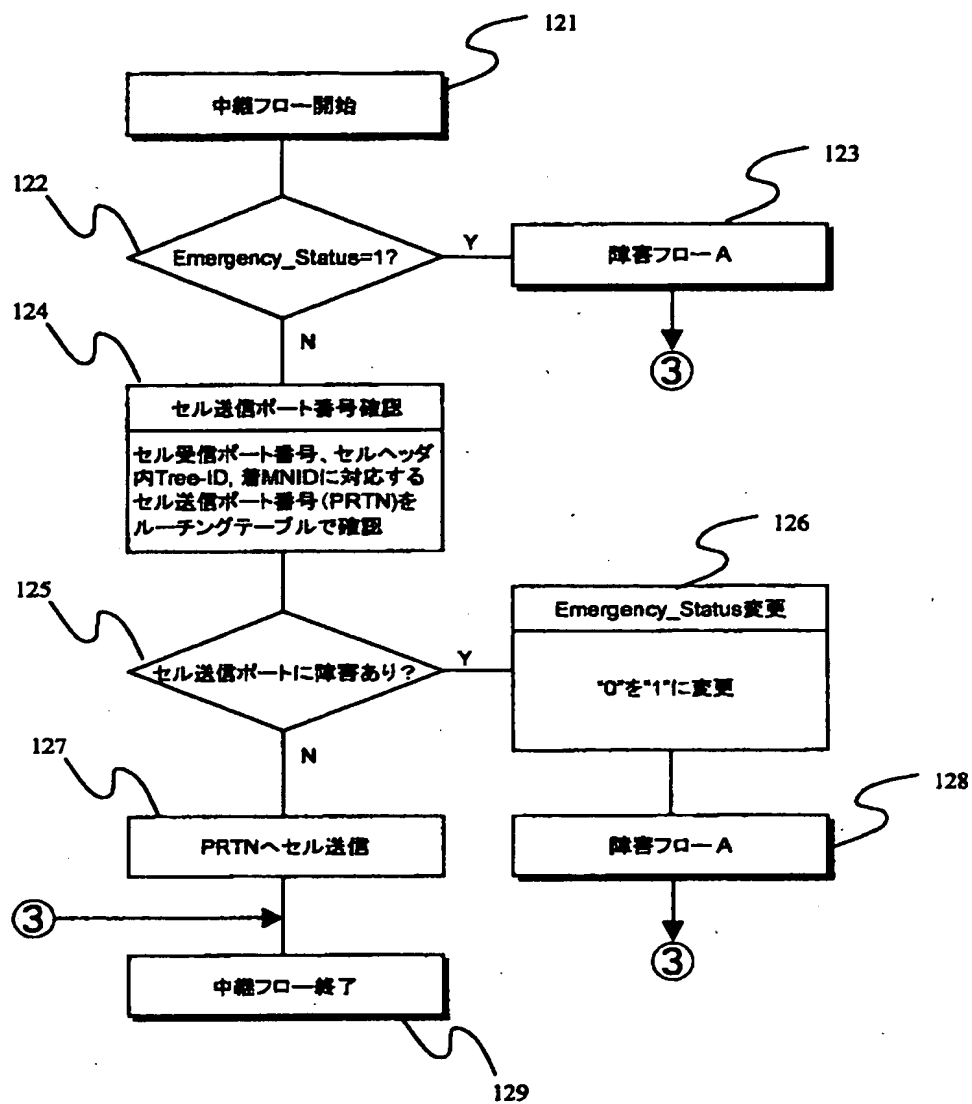 121
中継フロー開始
122
Emergency_Status=1?
Y
123
障害フローA
③
N
124
セル送信ポート番号確認
セル受信ポート番号、セルヘッダ
内Tree-ID, 着MNIDに対応する
セル送信ポート番号(PRTN)を
ルーチングテーブルで確認
125
セル送信ポートに障害あり？
Y
126
Emergency_Status変更
"0"を"1"に変更
N
127
PRTNへセル送信
128
障害フローA
③
③
中継フロー終了
129